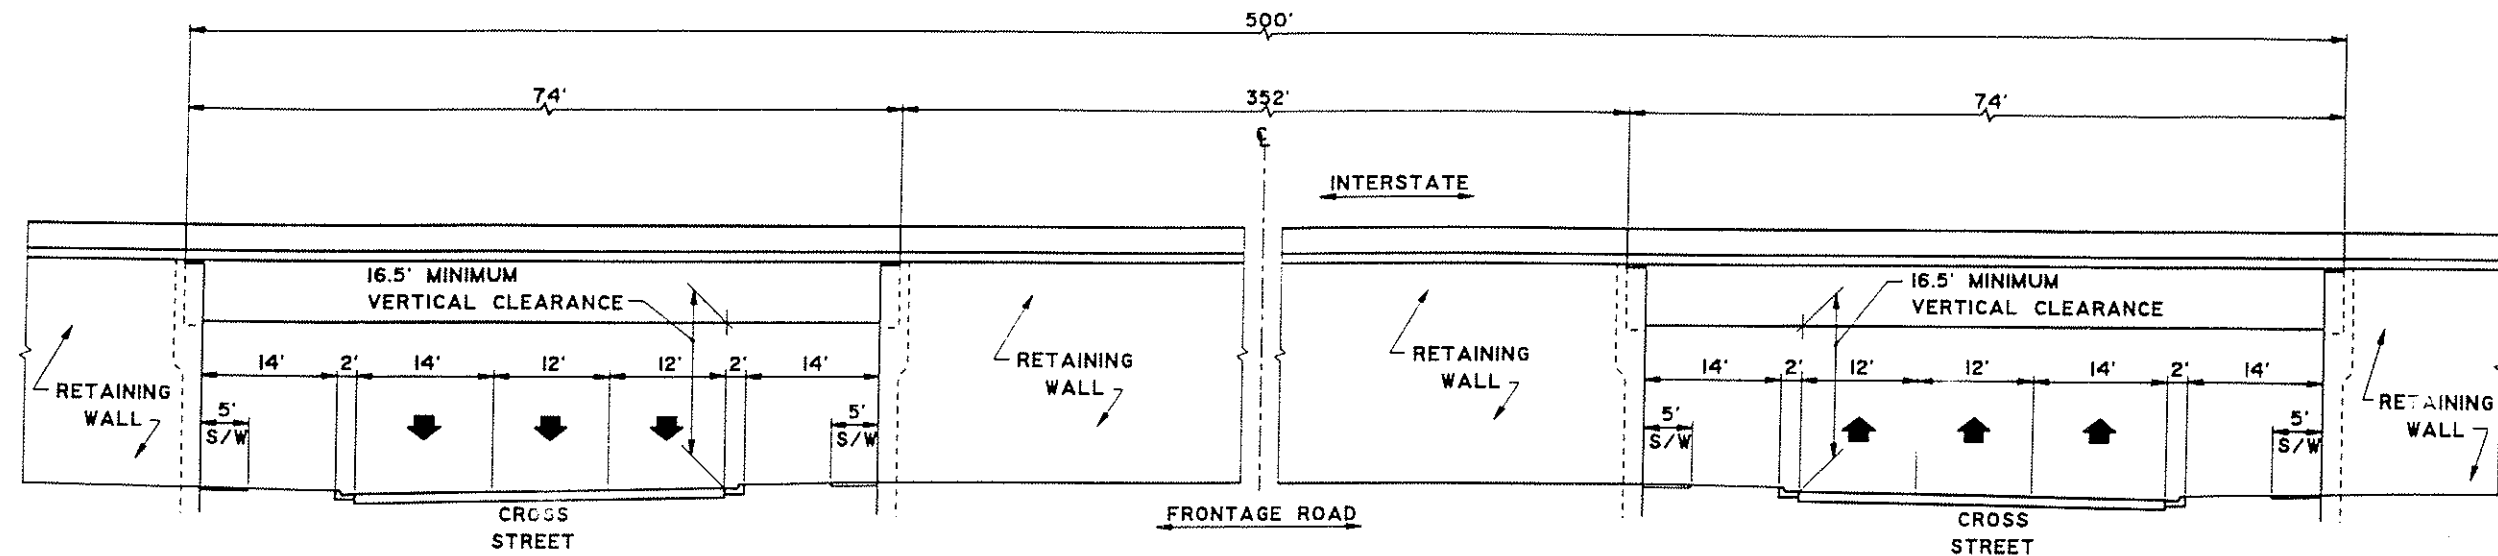 500'
74'
352'
74'
℄
INTERSTATE
16.5' MINIMUM
VERTICAL CLEARANCE
16.5' MINIMUM
VERTICAL CLEARANCE
RETAINING
WALL
RETAINING
WALL
RETAINING
WALL
RETAINING
WALL
14' 2' 14' 12' 12' 2' 14'
14' 2' 12' 12' 14' 2' 14'
5'
S/W
5'
S/W
5'
S/W
5'
S/W
CROSS
STREET
FRONTAGE ROAD
CROSS
STREET